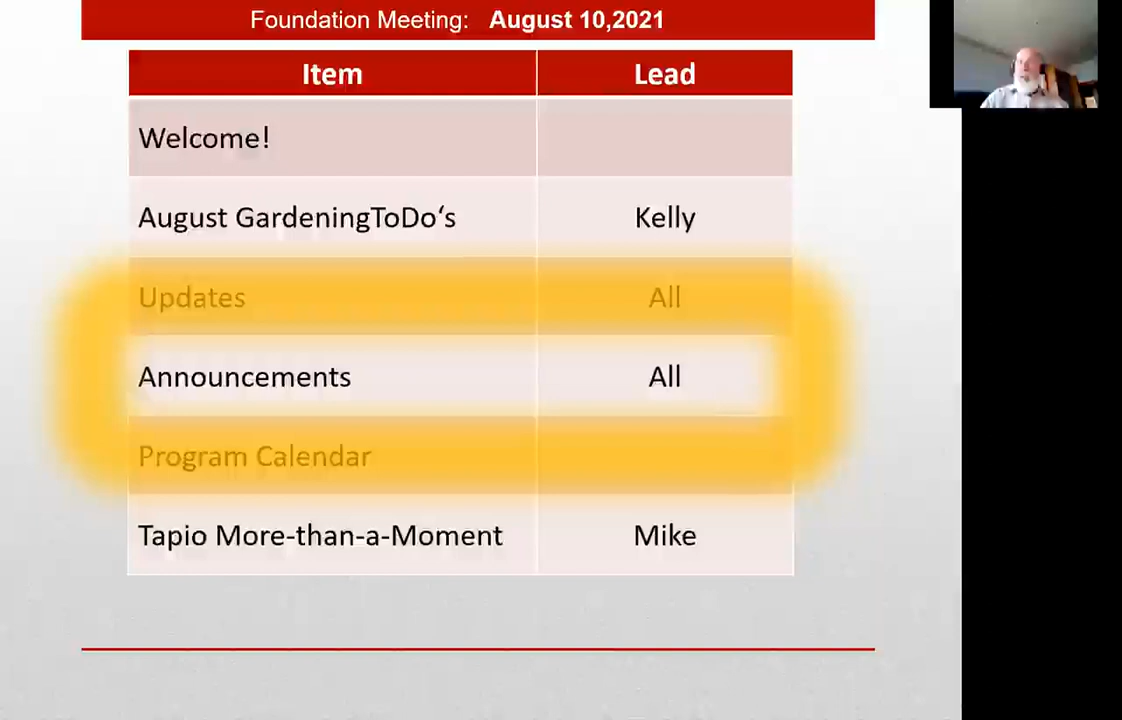 Foundation Meeting: August 10,2021
Item Lead
Welcome!
August GardeningToDo‘s Kelly
Updates All
Announcements All
Program Calendar
Tapio More-than-a-Moment Mike